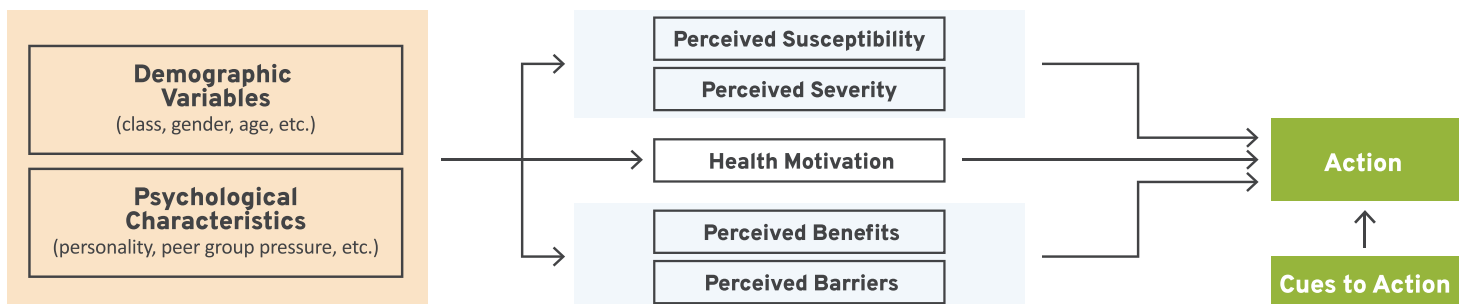 Demographic
Variables
(class, gender, age, etc.)
Psychological
Characteristics
(personality, peer group pressure, etc.)
Perceived Susceptibility
Perceived Severity
Health Motivation
Perceived Benefits
Perceived Barriers
Action
Cues to Action